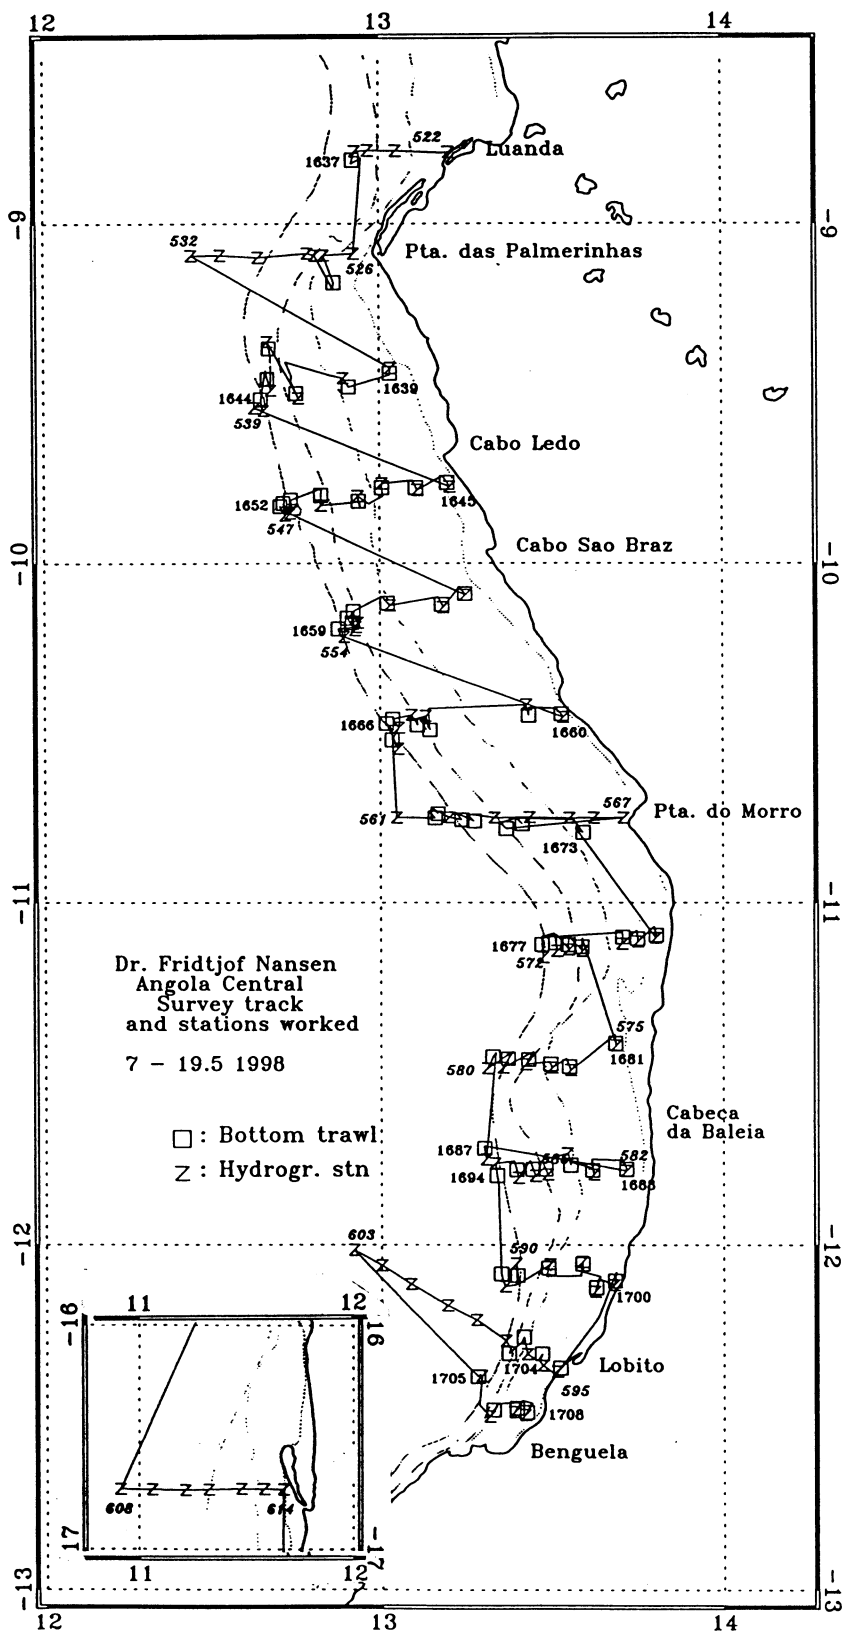 12 13 14
522
1637
Luanda
-9 -9
532
526
Pta. das Palmerinhas
1639
1644
539
Cabo Ledo
1652
1645
547
Cabo Sao Braz
-10 -10
1659
554
1666
1660
567
561
Pta. do Morro
1673
-11 -11
1677
572
Dr. Fridtjof Nansen
Angola Central
Survey track
and stations worked
7 - 19.5 1998
575
1681
580
Cabeça
da Baleia
□ : Bottom trawl
Z : Hydrogr. stn
1687
582
1694
1688
603
-12 -12
590
1700
-16 11 12 16
1704
Lobito
1705
595
1708
Benguela
608
614
17 -17
11 12
-13 -13
12 13 14